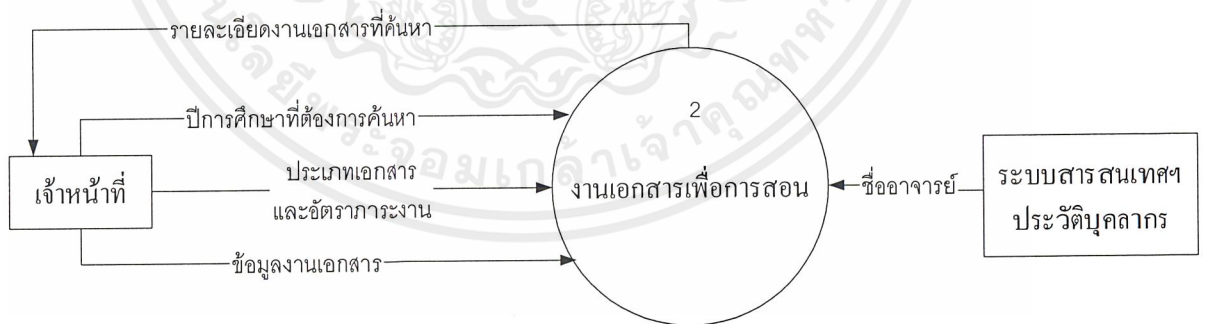 รายละเอียดงานเอกสารที่ค้นหา
2
ปีการศึกษาที่ต้องการค้นหา
เจ้าหน้าที่
ประเภทเอกสาร
และอัตราภาระงาน
งานเอกสารเพื่อการสอน
ชื่ออาจารย์
ระบบสารสนเทศฯ
ประวัติบุคลากร
ข้อมูลงานเอกสาร